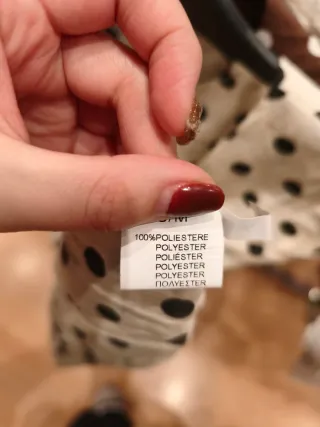 S/M
100%POLIESTERE
POLYESTER
POLIÉSTER
POLYESTER
POLYESTER
ΠΟΛΥΕΣΤΕΡ